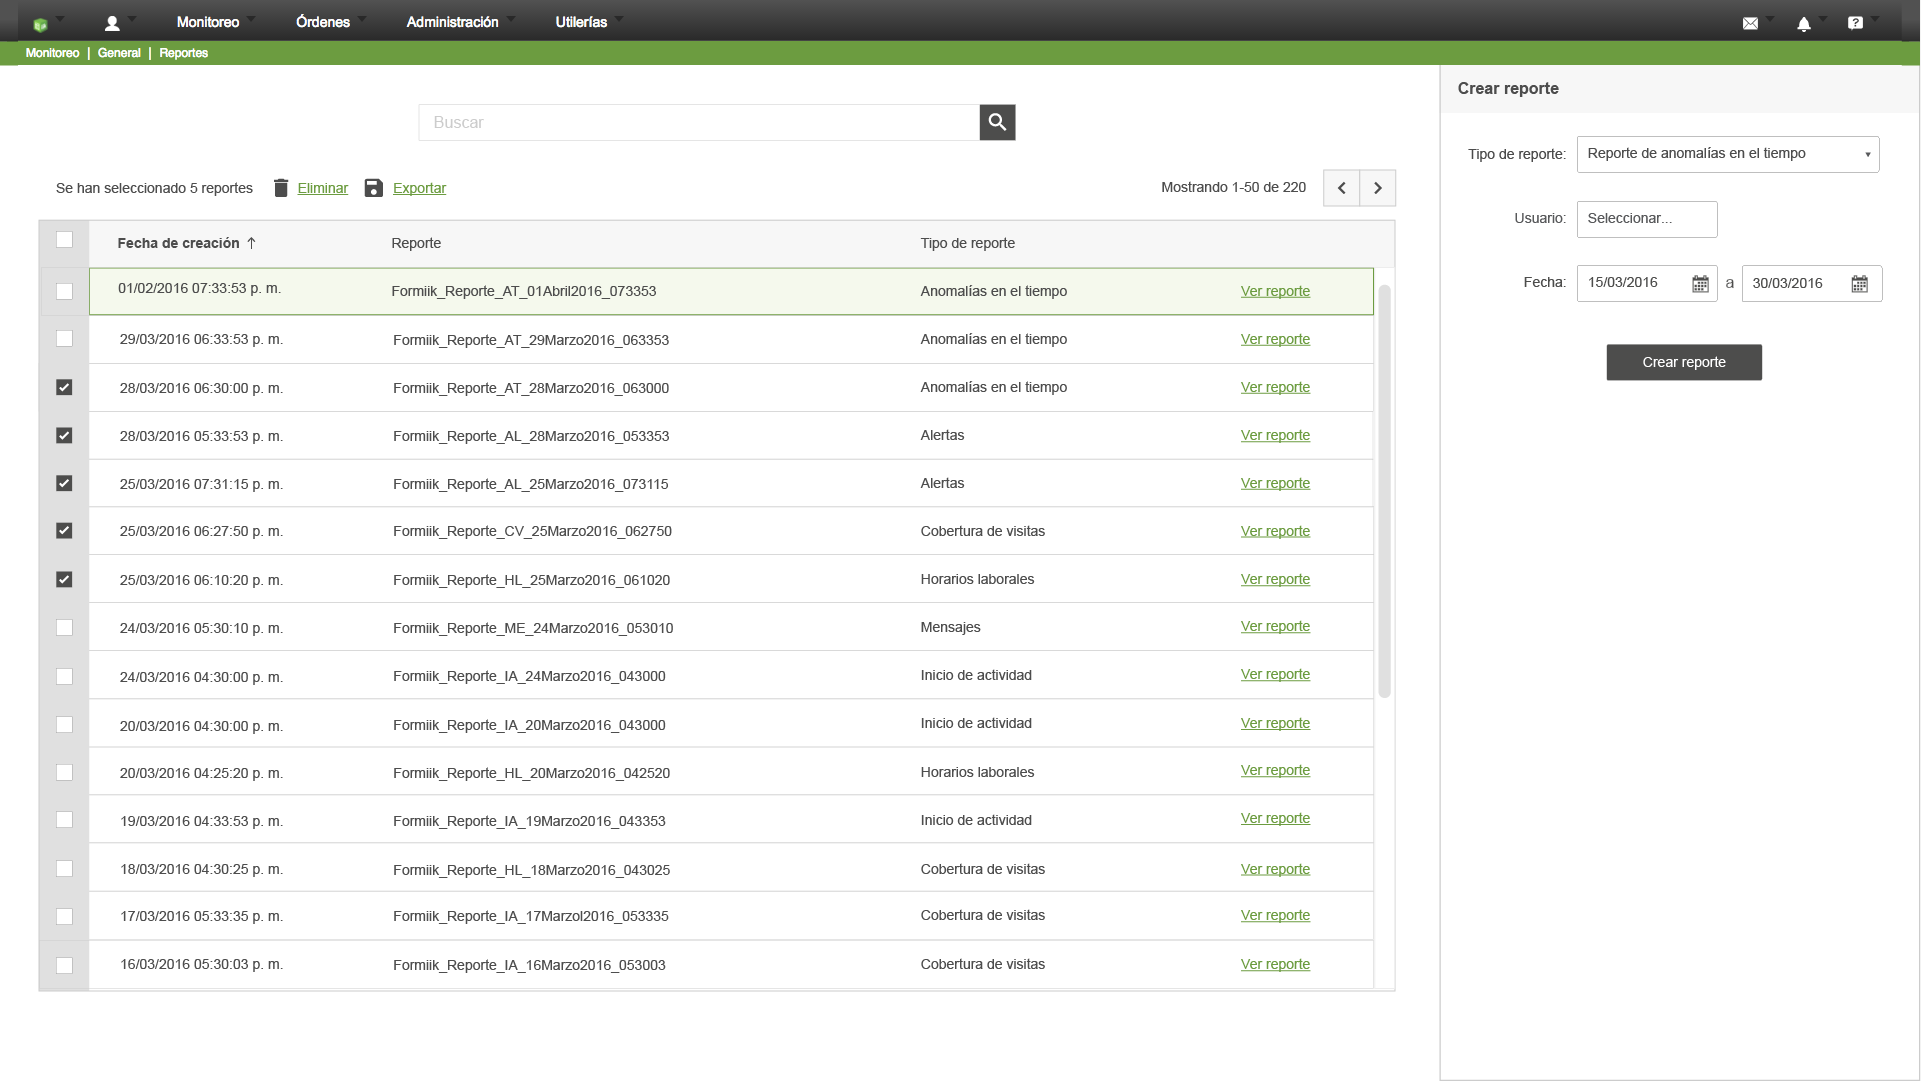 Monitoreo Órdenes Administración Utilerías
Monitoreo | General | Reportes
Buscar
Se han seleccionado 5 reportes Eliminar Exportar Mostrando 1-50 de 220
Fecha de creación ↑ Reporte Tipo de reporte
01/02/2016 07:33:53 p. m. Formiik_Reporte_AT_01Abril2016_073353 Anomalías en el tiempo Ver reporte
29/03/2016 06:33:53 p. m. Formiik_Reporte_AT_29Marzo2016_063353 Anomalías en el tiempo Ver reporte
28/03/2016 06:30:00 p. m. Formiik_Reporte_AT_28Marzo2016_063000 Anomalías en el tiempo Ver reporte
28/03/2016 05:33:53 p. m. Formiik_Reporte_AL_28Marzo2016_053353 Alertas Ver reporte
25/03/2016 07:31:15 p. m. Formiik_Reporte_AL_25Marzo2016_073115 Alertas Ver reporte
25/03/2016 06:27:50 p. m. Formiik_Reporte_CV_25Marzo2016_062750 Cobertura de visitas Ver reporte
25/03/2016 06:10:20 p. m. Formiik_Reporte_HL_25Marzo2016_061020 Horarios laborales Ver reporte
24/03/2016 05:30:10 p. m. Formiik_Reporte_ME_24Marzo2016_053010 Mensajes Ver reporte
24/03/2016 04:30:00 p. m. Formiik_Reporte_IA_24Marzo2016_043000 Inicio de actividad Ver reporte
20/03/2016 04:30:00 p. m. Formiik_Reporte_IA_20Marzo2016_043000 Inicio de actividad Ver reporte
20/03/2016 04:25:20 p. m. Formiik_Reporte_HL_20Marzo2016_042520 Horarios laborales Ver reporte
19/03/2016 04:33:53 p. m. Formiik_Reporte_IA_19Marzo2016_043353 Inicio de actividad Ver reporte
18/03/2016 04:30:25 p. m. Formiik_Reporte_HL_18Marzo2016_043025 Cobertura de visitas Ver reporte
17/03/2016 05:33:35 p. m. Formiik_Reporte_IA_17Marzol2016_053335 Cobertura de visitas Ver reporte
16/03/2016 05:30:03 p. m. Formiik_Reporte_IA_16Marzo2016_053003 Cobertura de visitas Ver reporte
Crear reporte
Tipo de reporte: Reporte de anomalías en el tiempo
Usuario: Seleccionar...
Fecha: 15/03/2016 a 30/03/2016
Crear reporte